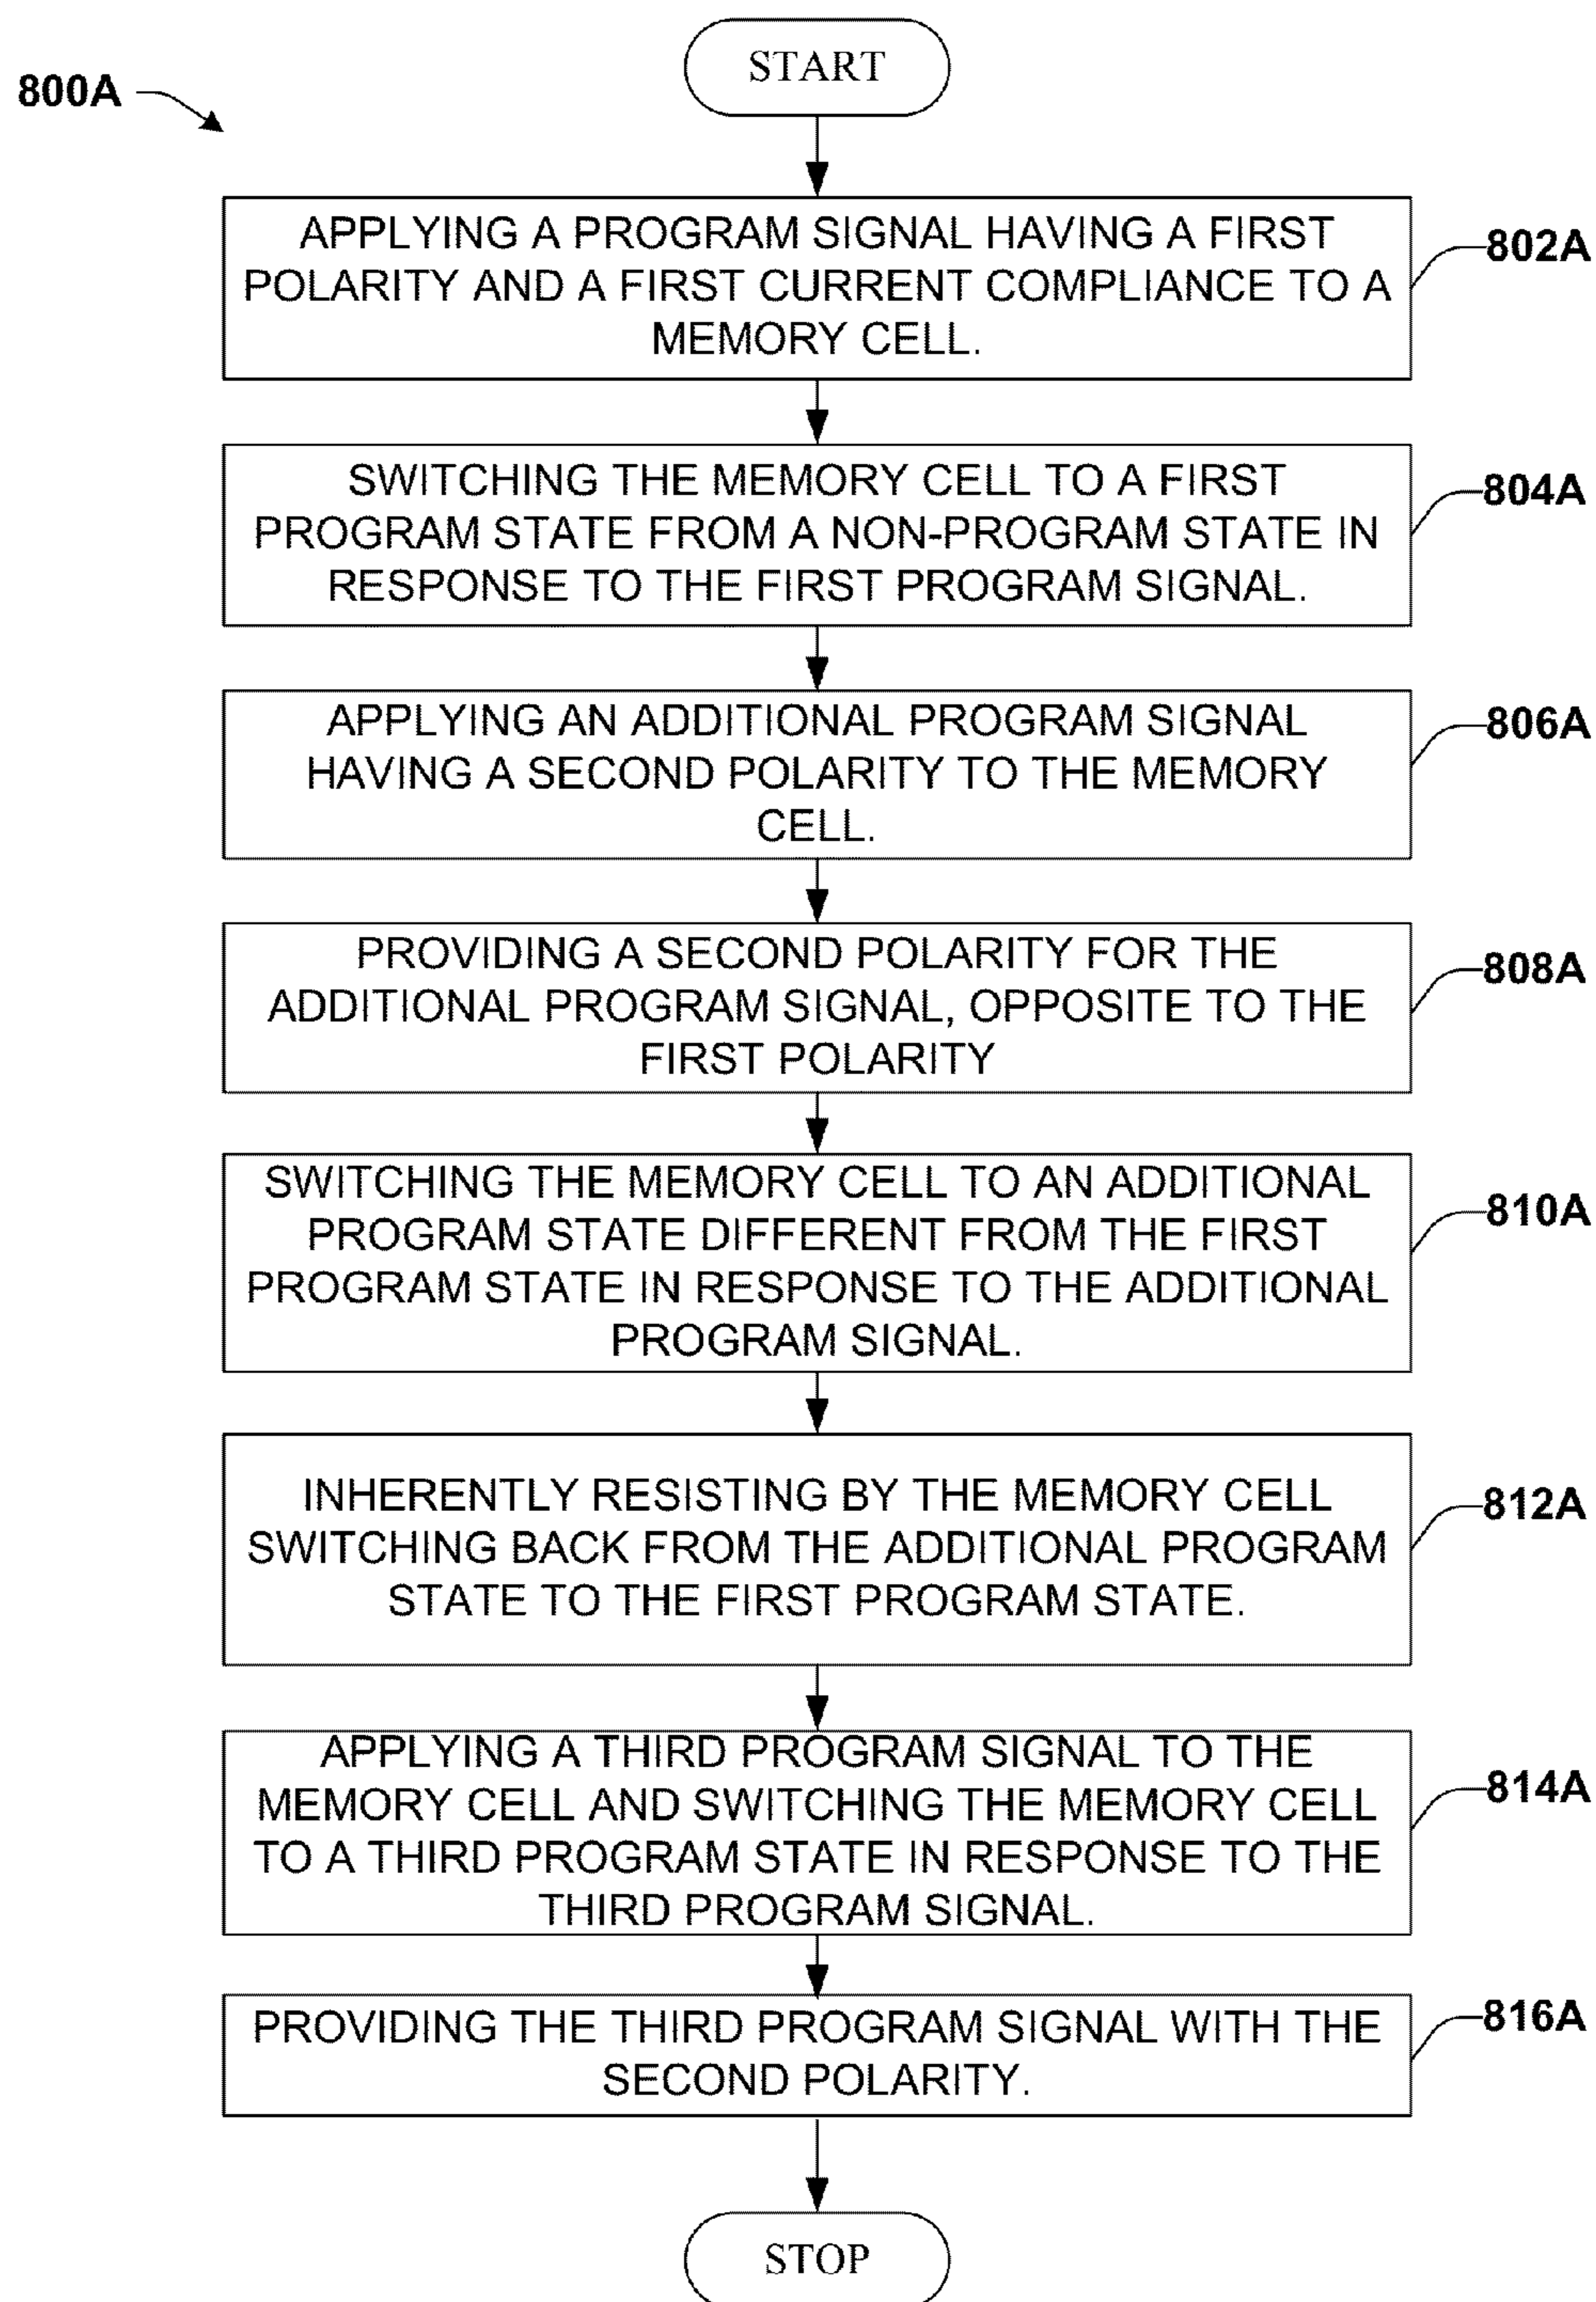 START
800A
APPLYING A PROGRAM SIGNAL HAVING A FIRST
POLARITY AND A FIRST CURRENT COMPLIANCE TO A
MEMORY CELL.
802A
SWITCHING THE MEMORY CELL TO A FIRST
PROGRAM STATE FROM A NON-PROGRAM STATE IN
RESPONSE TO THE FIRST PROGRAM SIGNAL.
804A
APPLYING AN ADDITIONAL PROGRAM SIGNAL
HAVING A SECOND POLARITY TO THE MEMORY
CELL.
806A
PROVIDING A SECOND POLARITY FOR THE
ADDITIONAL PROGRAM SIGNAL, OPPOSITE TO THE
FIRST POLARITY
808A
SWITCHING THE MEMORY CELL TO AN ADDITIONAL
PROGRAM STATE DIFFERENT FROM THE FIRST
PROGRAM STATE IN RESPONSE TO THE ADDITIONAL
PROGRAM SIGNAL.
810A
INHERENTLY RESISTING BY THE MEMORY CELL
SWITCHING BACK FROM THE ADDITIONAL PROGRAM
STATE TO THE FIRST PROGRAM STATE.
812A
APPLYING A THIRD PROGRAM SIGNAL TO THE
MEMORY CELL AND SWITCHING THE MEMORY CELL
TO A THIRD PROGRAM STATE IN RESPONSE TO THE
THIRD PROGRAM SIGNAL.
814A
PROVIDING THE THIRD PROGRAM SIGNAL WITH THE
SECOND POLARITY.
816A
STOP